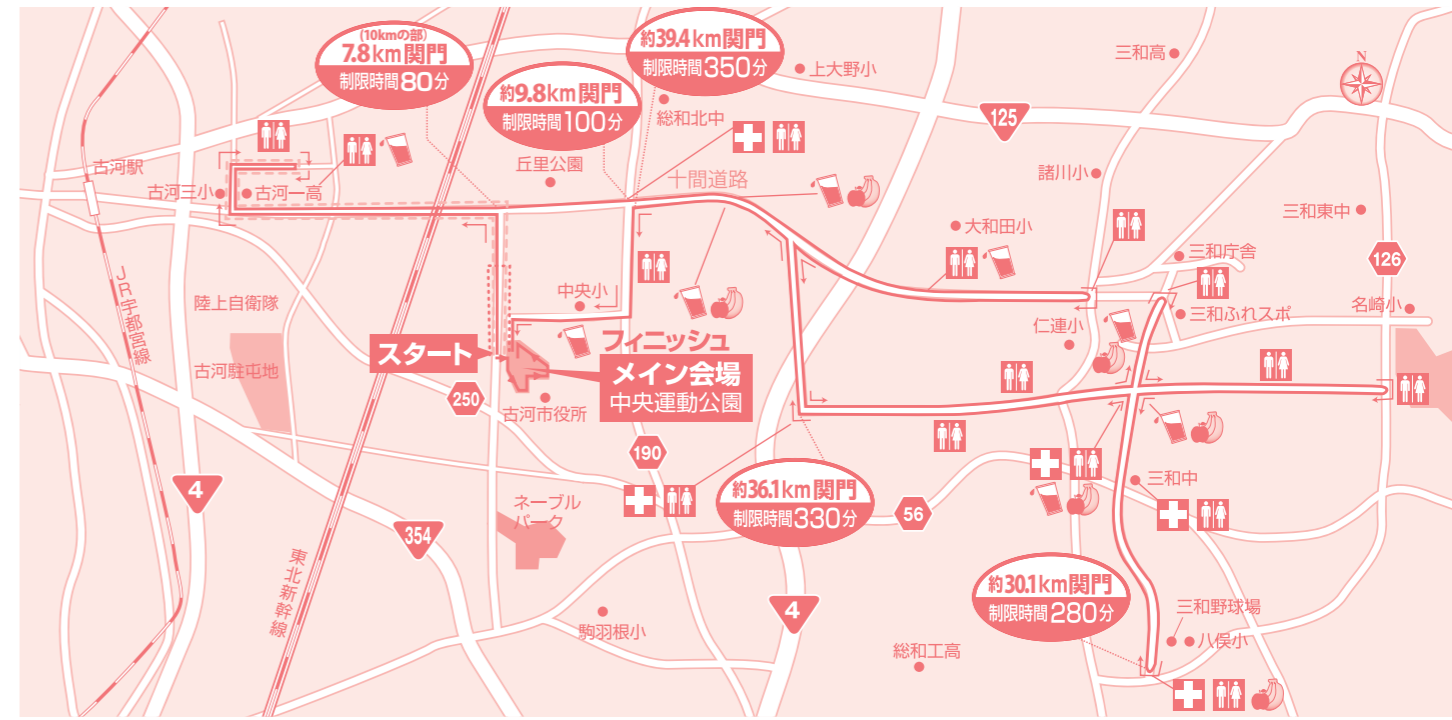 (10kmの部)
7.8km関門
制限時間80分
約39.4km関門
制限時間350分
約9.8km関門
制限時間100分
上大野小
三和高
N
総和北中
125
古河駅
丘里公園
十間道路
諸川小
古河三小
古河一高
大和田小
三和東中
三和庁舎
126
JR宇都宮線
陸上自衛隊
古河駐屯地
中央小
名崎小
三和ふれスポ
仁連小
スタート
フィニッシュ
メイン会場
中央運動公園
250
古河市役所
190
4
354
ネーブル
パーク
約36.1km関門
制限時間330分
56
三和中
東北新幹線
約30.1km関門
制限時間280分
4
駒羽根小
総和工高
三和野球場
八俣小